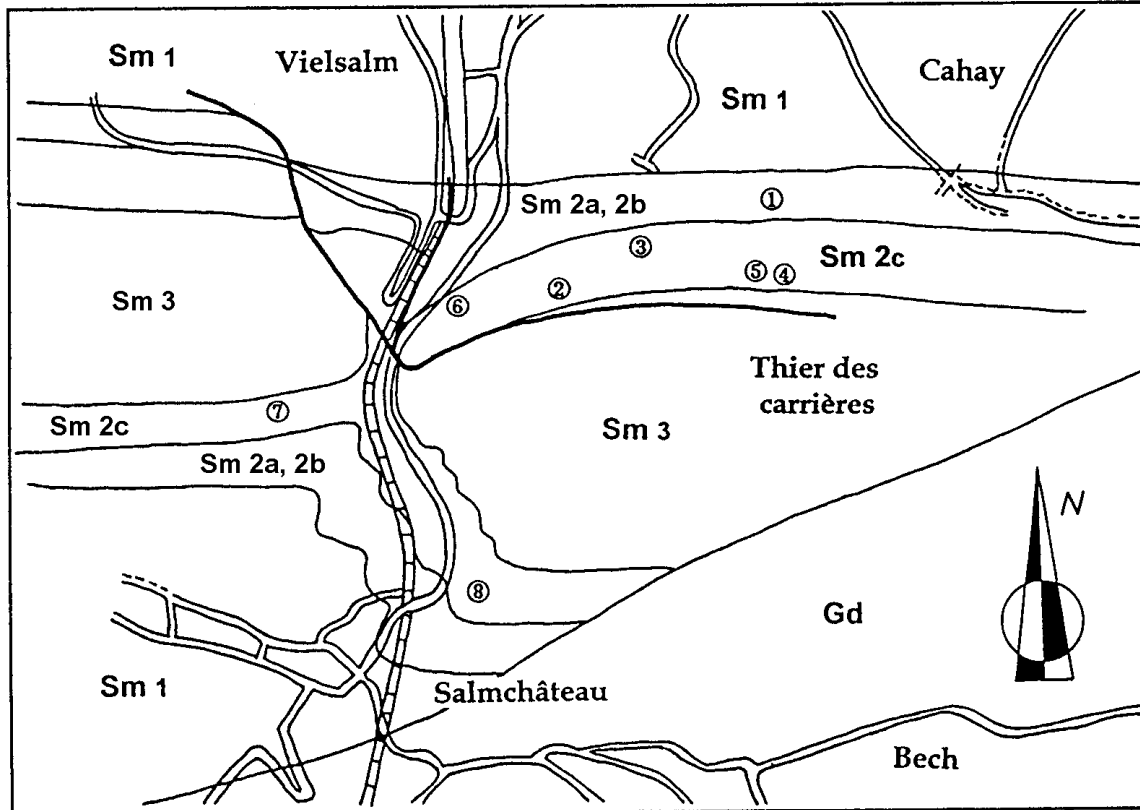 Sm 1
Vielsalm
Sm 1
Cahay
Sm 2a, 2b
①
③
Sm 2c
⑤
④
②
⑥
Sm 3
Thier des
carrières
⑦
Sm 2c
Sm 3
Sm 2a, 2b
N
⑧
Gd
Sm 1
Salmchâteau
Bech